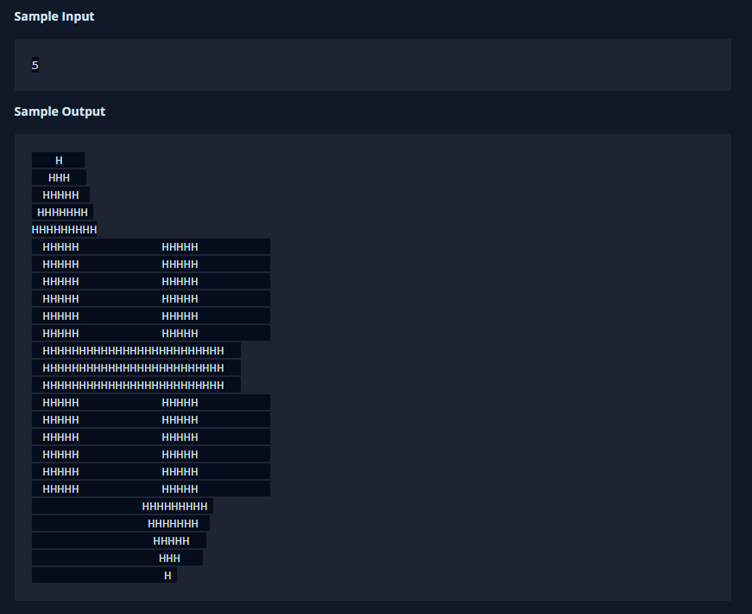 Sample Input
5
Sample Output
    H
   HHH
  HHHHH
 HHHHHHH
HHHHHHHHH
  HHHHH               HHHHH
  HHHHH               HHHHH
  HHHHH               HHHHH
  HHHHH               HHHHH
  HHHHH               HHHHH
  HHHHH               HHHHH
  HHHHHHHHHHHHHHHHHHHHHHHHH
  HHHHHHHHHHHHHHHHHHHHHHHHH
  HHHHHHHHHHHHHHHHHHHHHHHHH
  HHHHH               HHHHH
  HHHHH               HHHHH
  HHHHH               HHHHH
  HHHHH               HHHHH
  HHHHH               HHHHH
  HHHHH               HHHHH
                    HHHHHHHHH
                     HHHHHHH
                      HHHHH
                       HHH
                        H